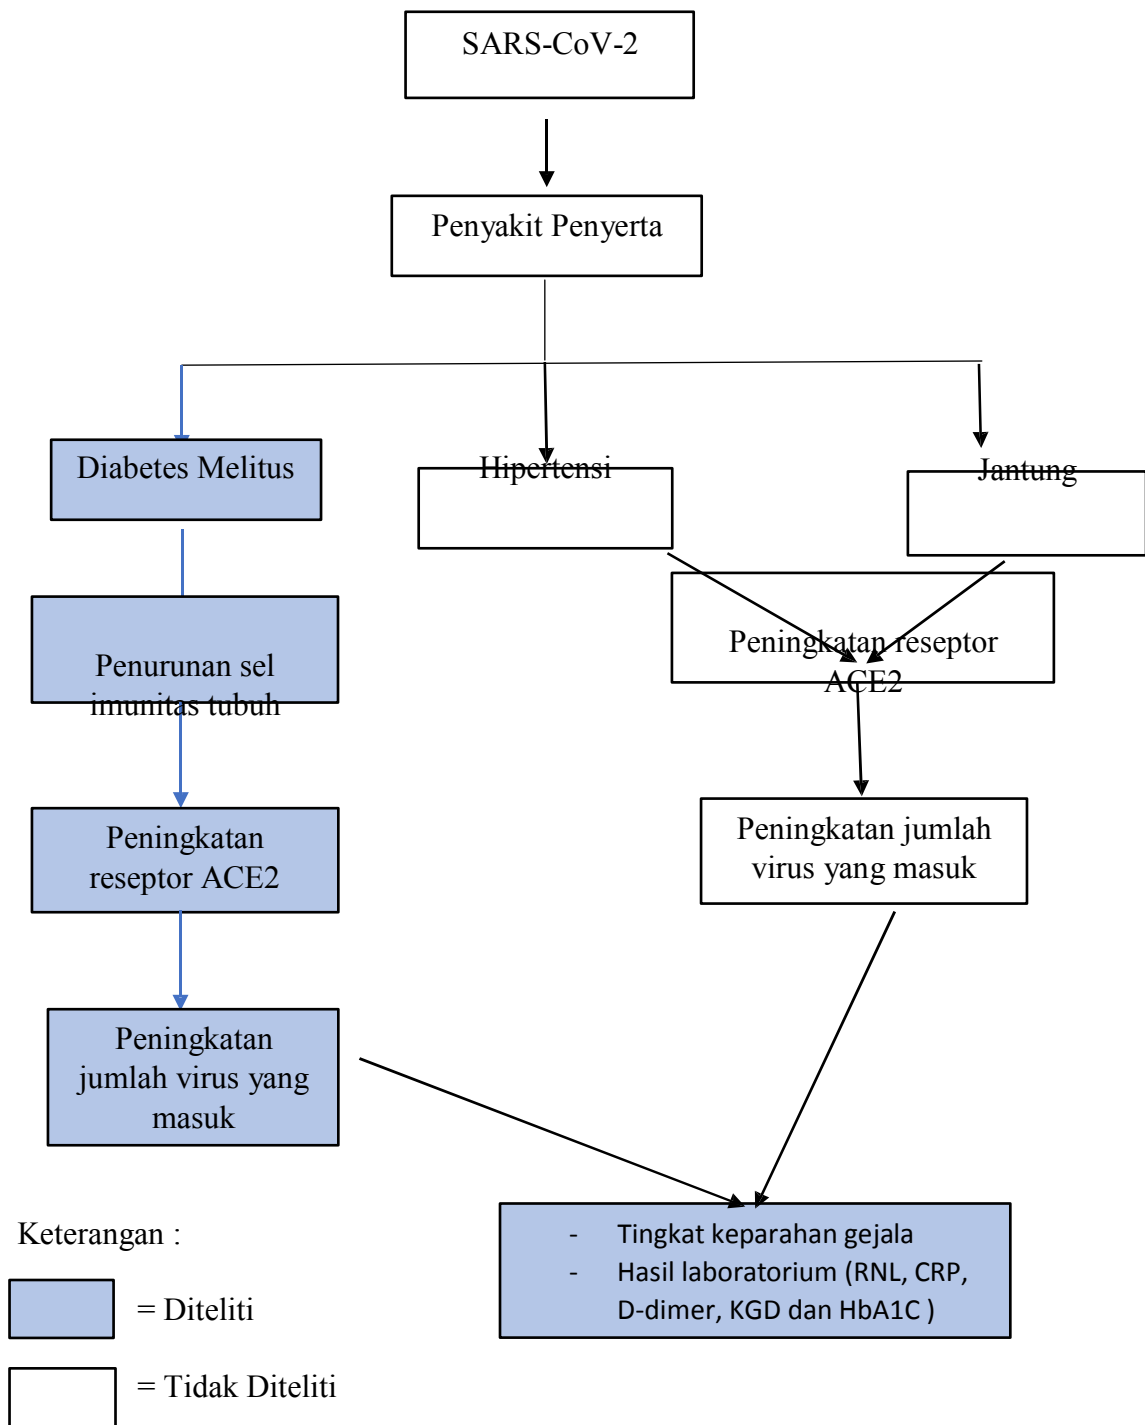 SARS-CoV-2
Penyakit Penyerta
Diabetes Melitus
Hipertensi
Jantung
Penurunan sel
imunitas tubuh
Peningkatan reseptor
ACE2
Peningkatan
reseptor ACE2
Peningkatan jumlah
virus yang masuk
Peningkatan
jumlah virus yang
masuk
- Tingkat keparahan gejala
- Hasil laboratorium (RNL, CRP,
D-dimer, KGD dan HbA1C )
Keterangan :
= Diteliti
= Tidak Diteliti